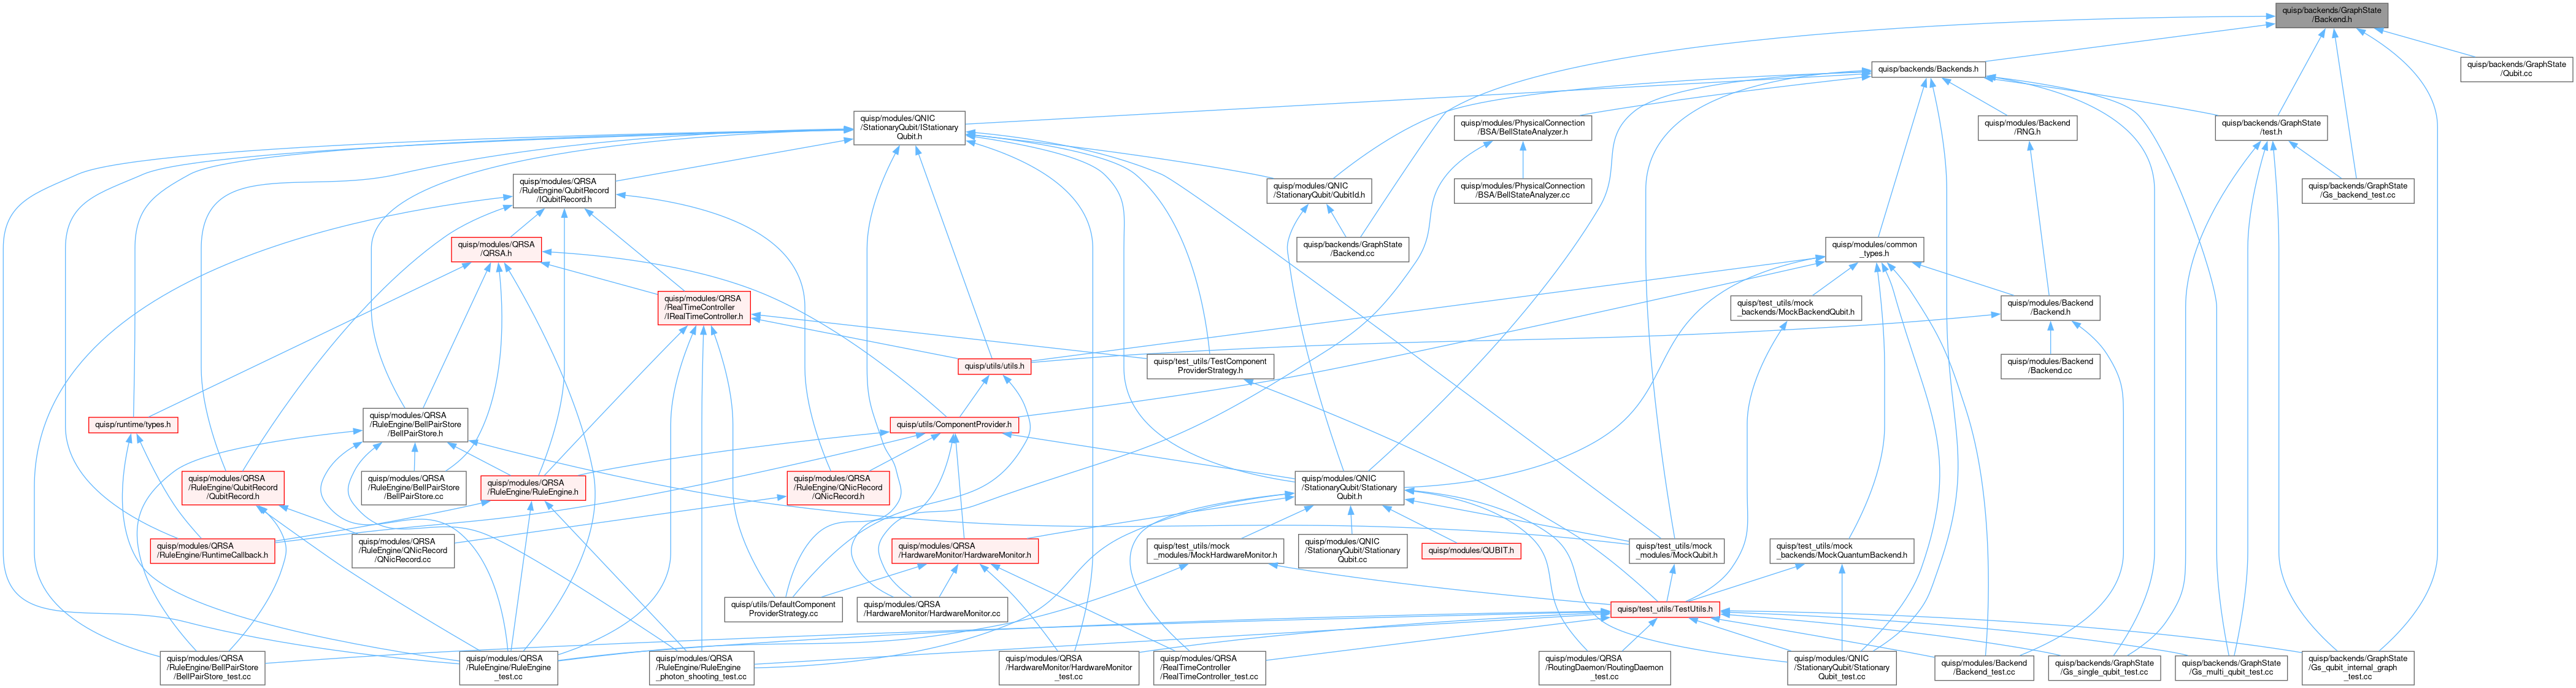 quisp/backends/GraphState
/Backend.h
quisp/backends/Backends.h
quisp/backends/GraphState
/Qubit.cc
quisp/modules/QNIC
/StationaryQubit/IStationary
Qubit.h
quisp/modules/PhysicalConnection
/BSA/BellStateAnalyzer.h
quisp/modules/Backend
/RNG.h
quisp/backends/GraphState
/test.h
quisp/modules/QRSA
/RuleEngine/QubitRecord
/IQubitRecord.h
quisp/modules/QNIC
/StationaryQubit/QubitId.h
quisp/modules/PhysicalConnection
/BSA/BellStateAnalyzer.cc
quisp/backends/GraphState
/Gs_backend_test.cc
quisp/modules/QRSA
/QRSA.h
quisp/backends/GraphState
/Backend.cc
quisp/modules/common
_types.h
quisp/modules/QRSA
/RealTimeController
/IRealTimeController.h
quisp/test_utils/mock
_backends/MockBackendQubit.h
quisp/modules/Backend
/Backend.h
quisp/utils/utils.h
quisp/test_utils/TestComponent
ProviderStrategy.h
quisp/modules/Backend
/Backend.cc
quisp/runtime/types.h
quisp/modules/QRSA
/RuleEngine/BellPairStore
/BellPairStore.h
quisp/utils/ComponentProvider.h
quisp/modules/QRSA
/RuleEngine/QubitRecord
/QubitRecord.h
quisp/modules/QRSA
/RuleEngine/BellPairStore
/BellPairStore.cc
quisp/modules/QRSA
/RuleEngine/RuleEngine.h
quisp/modules/QRSA
/RuleEngine/QNicRecord
/QNicRecord.h
quisp/modules/QNIC
/StationaryQubit/Stationary
Qubit.h
quisp/modules/QRSA
/RuleEngine/RuntimeCallback.h
quisp/modules/QRSA
/RuleEngine/QNicRecord
/QNicRecord.cc
quisp/modules/QRSA
/HardwareMonitor/HardwareMonitor.h
quisp/test_utils/mock
_modules/MockHardwareMonitor.h
quisp/modules/QNIC
/StationaryQubit/Stationary
Qubit.cc
quisp/modules/QUBIT.h
quisp/test_utils/mock
_modules/MockQubit.h
quisp/test_utils/mock
_backends/MockQuantumBackend.h
quisp/utils/DefaultComponent
ProviderStrategy.cc
quisp/modules/QRSA
/HardwareMonitor/HardwareMonitor.cc
quisp/test_utils/TestUtils.h
quisp/modules/QRSA
/RuleEngine/BellPairStore
/BellPairStore_test.cc
quisp/modules/QRSA
/RuleEngine/RuleEngine
_test.cc
quisp/modules/QRSA
/RuleEngine/RuleEngine
_photon_shooting_test.cc
quisp/modules/QRSA
/HardwareMonitor/HardwareMonitor
_test.cc
quisp/modules/QRSA
/RealTimeController
/RealTimeController_test.cc
quisp/modules/QRSA
/RoutingDaemon/RoutingDaemon
_test.cc
quisp/modules/QNIC
/StationaryQubit/Stationary
Qubit_test.cc
quisp/modules/Backend
/Backend_test.cc
quisp/backends/GraphState
/Gs_single_qubit_test.cc
quisp/backends/GraphState
/Gs_multi_qubit_test.cc
quisp/backends/GraphState
/Gs_qubit_internal_graph
_test.cc